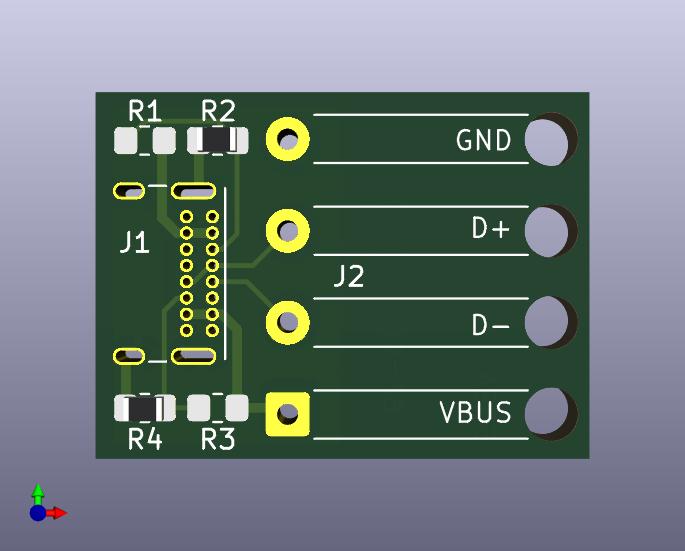 R1 R2
GND
D+
J1
J2
D-
VBUS
R4 R3